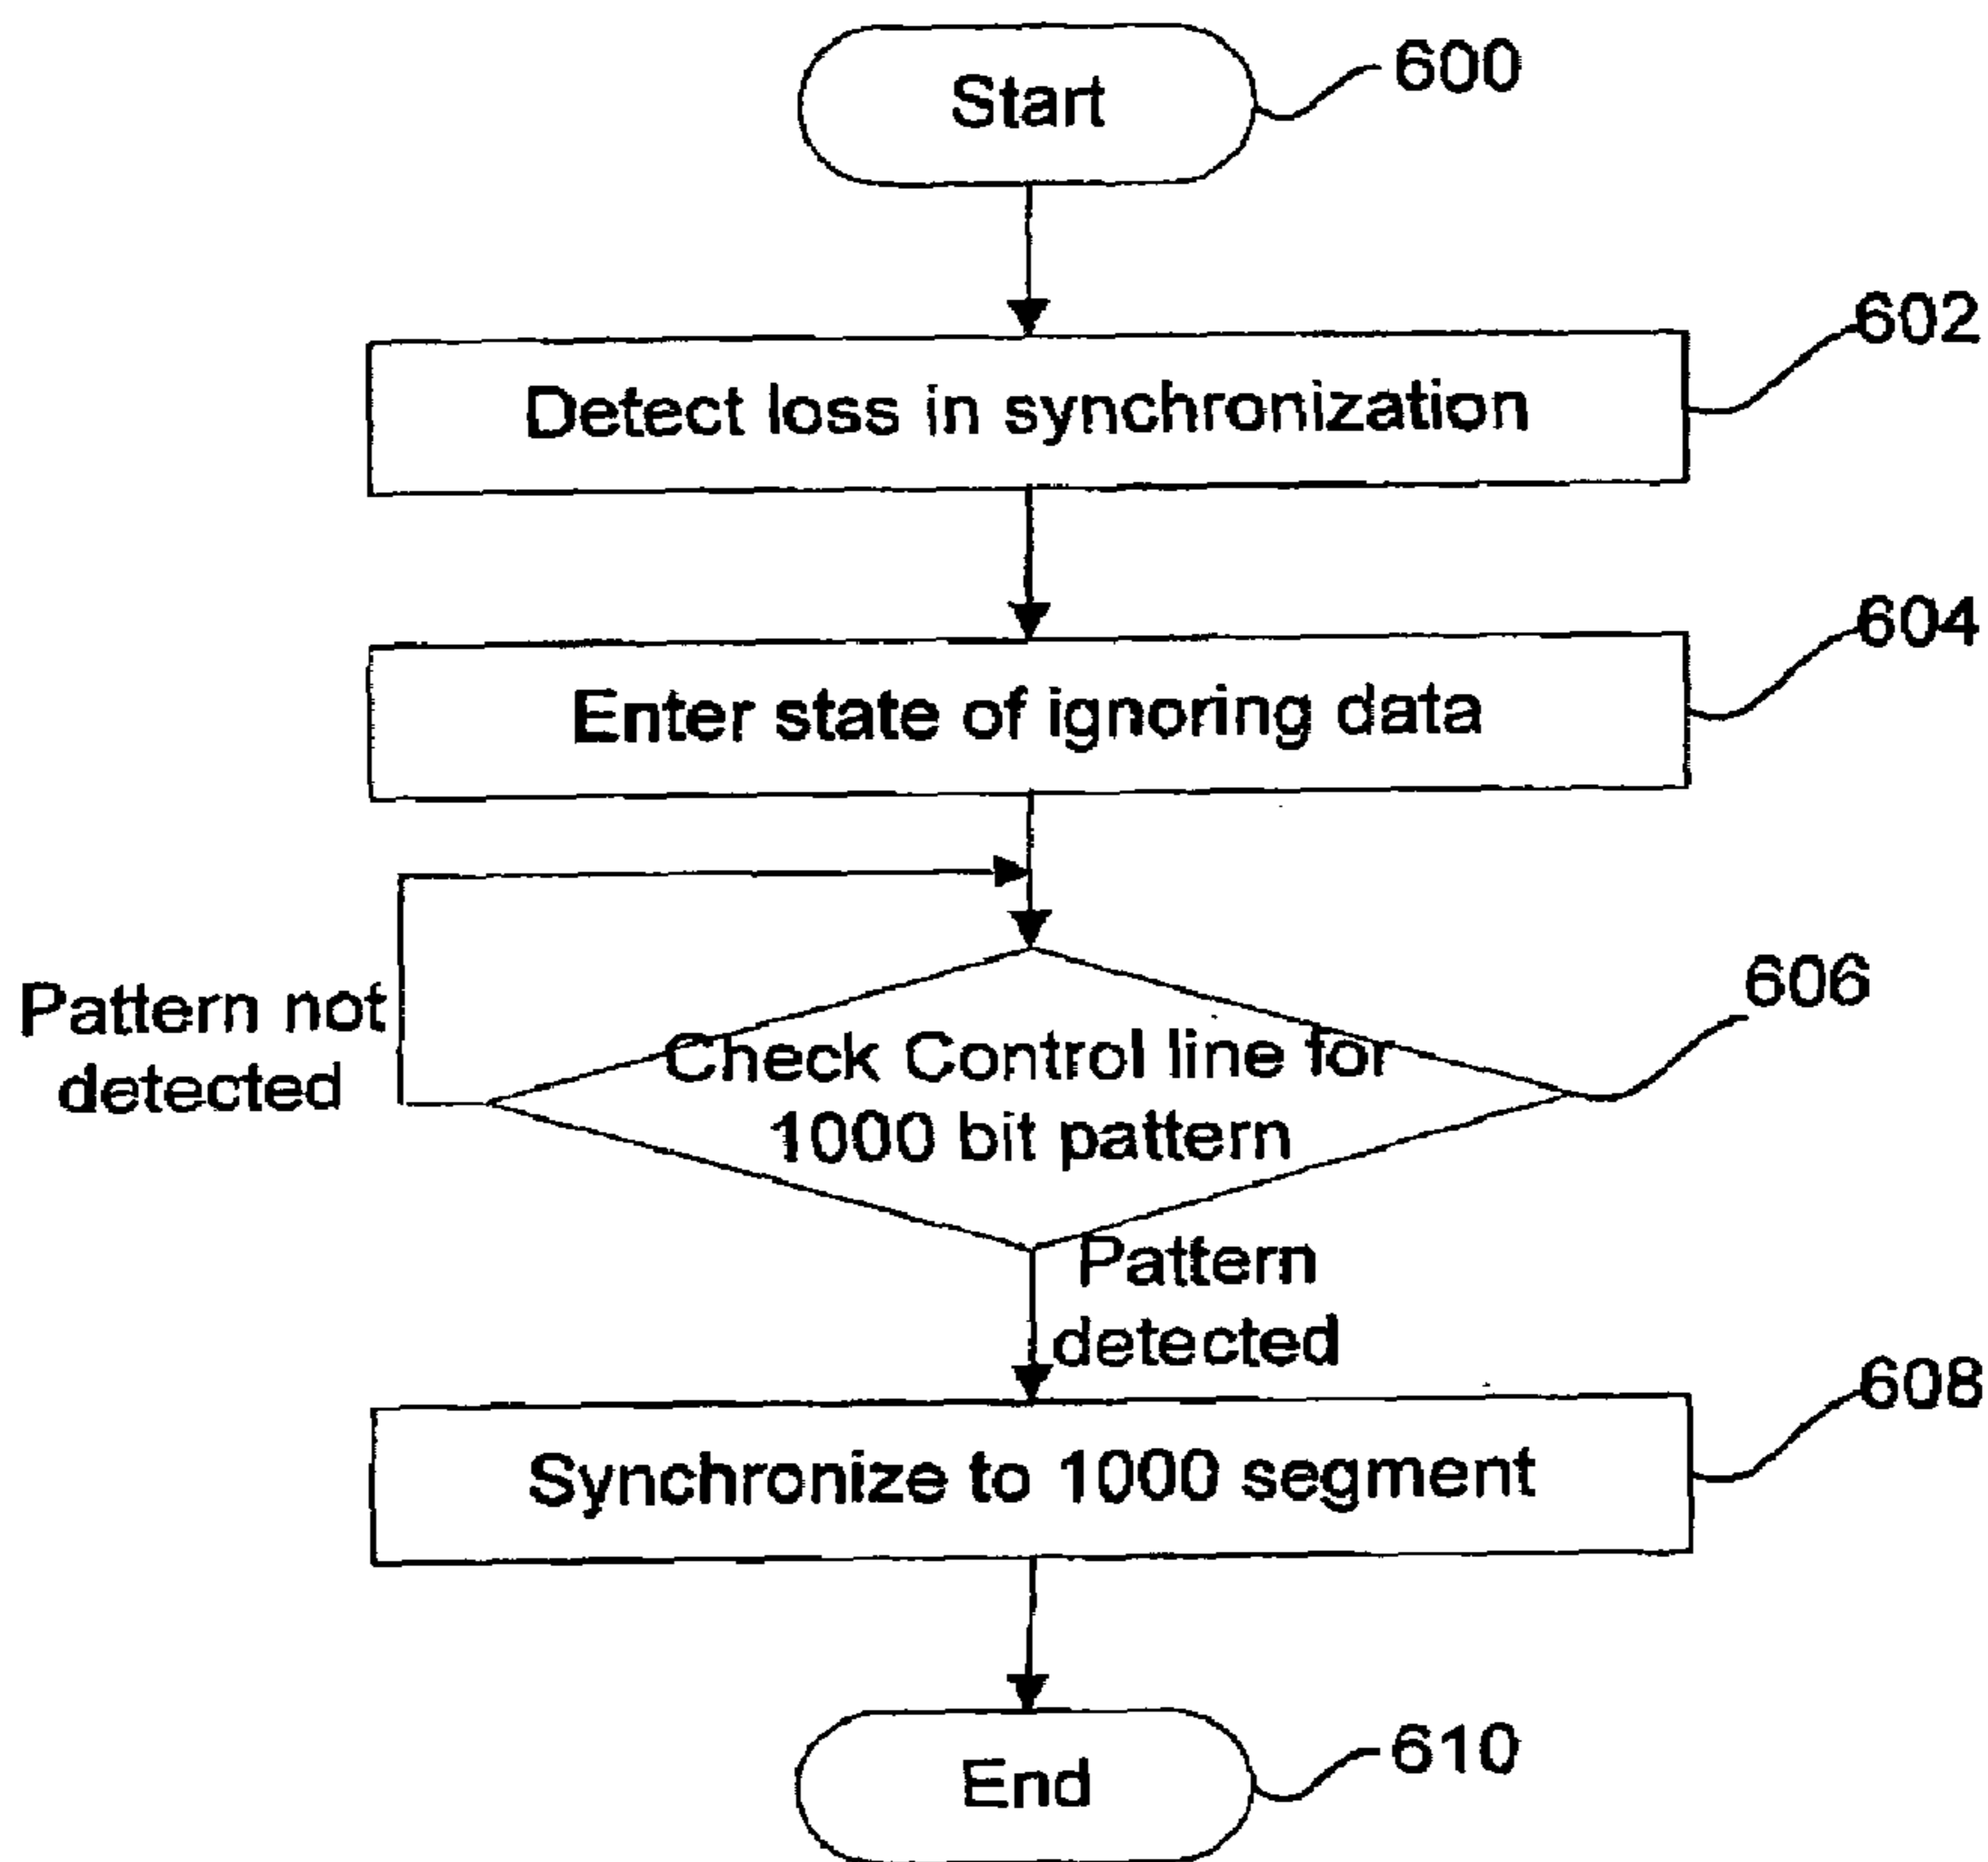 Start
600
602
Detect loss in synchronization
604
Enter state of ignoring data
606
Pattern not
detected
Check Control line for
1000 bit pattern
Pattern
detected
608
Synchronize to 1000 segment
610
End